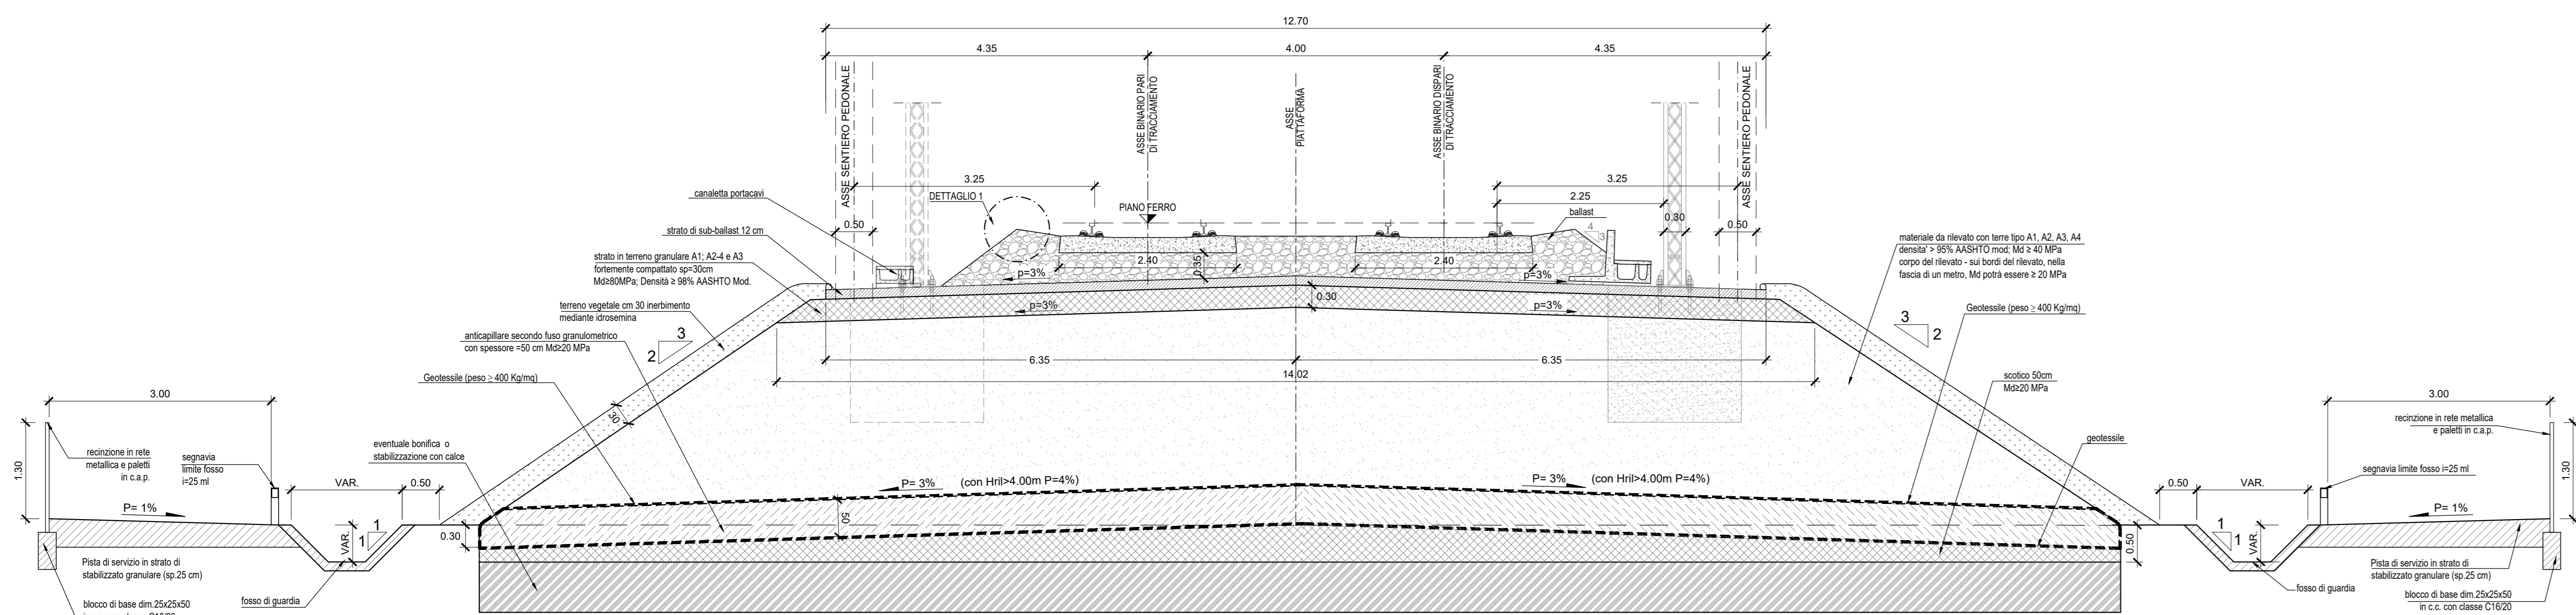 12.70
4.35
4.00
4.35
ASSE SENTIERO PEDONALE
ASSE BINARIO PARI
DI TRACCIAMENTO
ASSE
PIATTAFORMA
ASSE BINARIO DISPARI
DI TRACCIAMENTO
ASSE SENTIERO PEDONALE
3.25
3.25
canaletta portacavi
DETTAGLIO 1
PIANO FERRO
2.25
ballast
0.30
0.50
0.50
strato di sub-ballast 12 cm
4
3
strato in terreno granulare A1; A2-4 e A3
fortemente compattato sp=30cm
Md≥80MPa; Densità ≥ 98% AASHTO Mod.
materiale da rilevato con terre tipo A1, A2, A3, A4
densita' > 95% AASHTO mod; Md ≥ 40 MPa
corpo del rilevato - sui bordi del rilevato, nella
fascia di un metro, Md potrà essere ≥ 20 MPa
2.40
0.35
2.40
p=3%
p=3%
0.30
p=3%
p=3%
terreno vegetale cm 30 inerbimento
mediante idrosemina
Geotessile (peso ≥ 400 Kg/mq)
anticapillare secondo fuso granulometrico
con spessore =50 cm Md≥20 MPa
3
2
3
2
6.35
6.35
14.02
Geotessile (peso ≥ 400 Kg/mq)
scotico 50cm
Md≥20 MPa
3.00
3.00
30
1.30
recinzione in rete
metallica e paletti
in c.a.p.
segnavia
limite fosso
i=25 ml
eventuale bonifica o
stabilizzazione con calce
recinzione in rete metallica
e paletti in c.a.p.
1.30
geotessile
segnavia limite fosso i=25 ml
VAR.
0.50
P= 3%
(con Hril>4.00m P=4%)
P= 3%
(con Hril>4.00m P=4%)
0.50
VAR.
P= 1%
P= 1%
50
VAR.
1
1
0.30
0.50
1
1
VAR.
Pista di servizio in strato di
stabilizzato granulare (sp.25 cm)
Pista di servizio in strato di
stabilizzato granulare (sp.25 cm)
fosso di guardia
fosso di guardia
blocco di base dim.25x25x50
blocco di base dim.25x25x50
in c.c. con classe C16/20